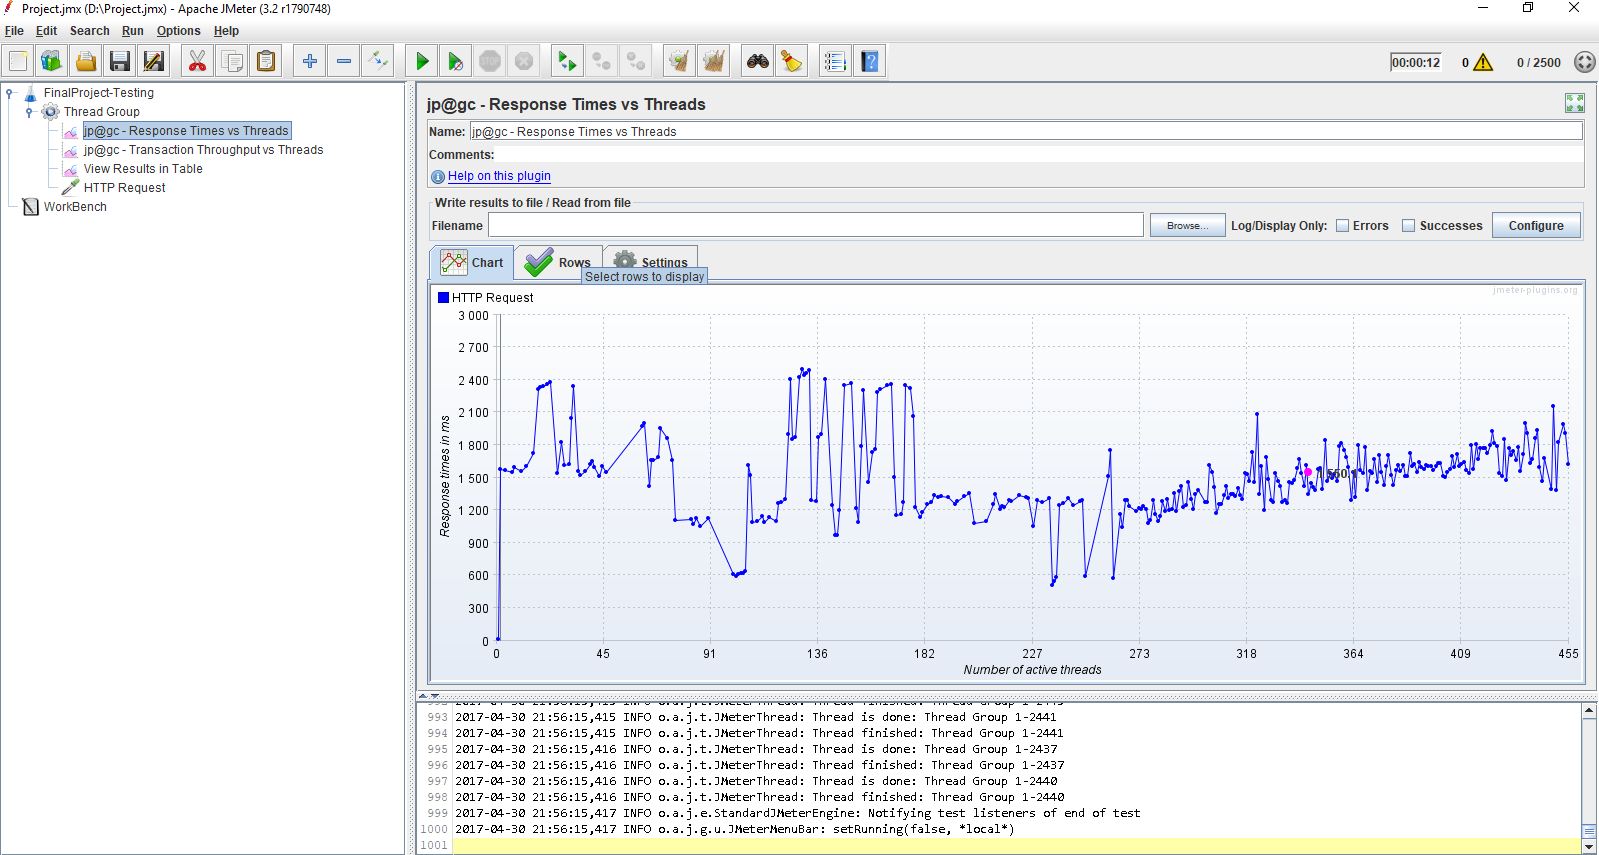 Project.jmx (D:\Project.jmx) - Apache JMeter (3.2 r1790748)
File Edit Search Run Options Help
00:00:12 0 0 / 2500
FinalProject-Testing
Thread Group
jp@gc - Response Times vs Threads
jp@gc - Transaction Throughput vs Threads
View Results in Table
HTTP Request
WorkBench
jp@gc - Response Times vs Threads
Name: jp@gc - Response Times vs Threads
Comments:
Help on this plugin
Write results to file / Read from file
Filename Browse... Log/Display Only: Errors Successes Configure
Chart Rows Settings
Select rows to display
HTTP Request
jmeter-plugins.org
3 000
2 700
2 400
2 100
1 800
1 500
1 200
900
600
300
0
Response times in ms
0 45 91 136 182 227 273 318 364 409 455
Number of active threads
993 2017-04-30 21:56:15,415 INFO o.a.j.t.JMeterThread: Thread is done: Thread Group 1-2441
994 2017-04-30 21:56:15,415 INFO o.a.j.t.JMeterThread: Thread finished: Thread Group 1-2441
995 2017-04-30 21:56:15,416 INFO o.a.j.t.JMeterThread: Thread is done: Thread Group 1-2437
996 2017-04-30 21:56:15,416 INFO o.a.j.t.JMeterThread: Thread finished: Thread Group 1-2437
997 2017-04-30 21:56:15,416 INFO o.a.j.t.JMeterThread: Thread is done: Thread Group 1-2440
998 2017-04-30 21:56:15,416 INFO o.a.j.t.JMeterThread: Thread finished: Thread Group 1-2440
999 2017-04-30 21:56:15,417 INFO o.a.j.e.StandardJMeterEngine: Notifying test listeners of end of test
1000 2017-04-30 21:56:15,417 INFO o.a.j.g.u.JMeterMenuBar: setRunning(false, *local*)
1001